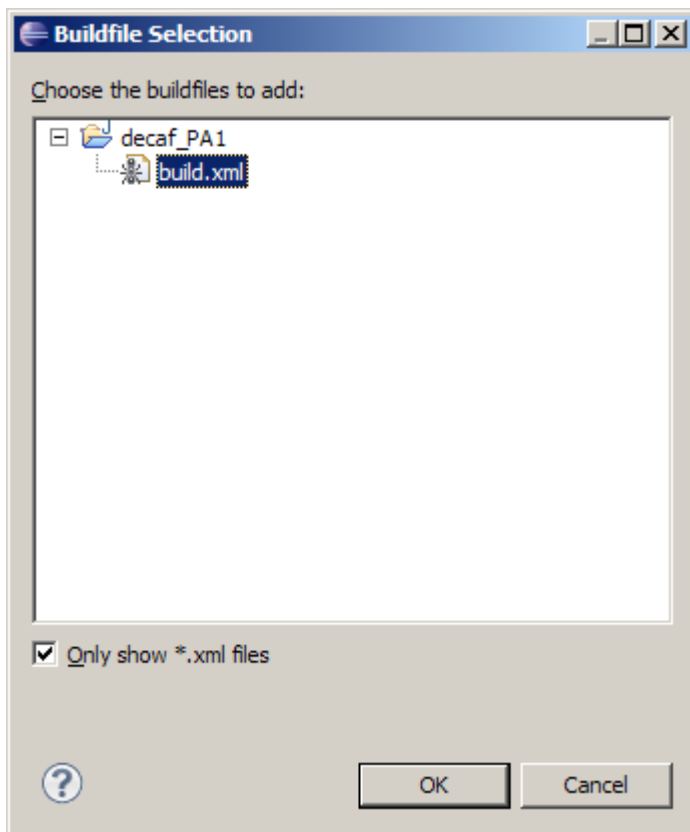 Buildfile Selection
Choose the buildfiles to add:
decaf_PA1
build.xml
Only show *.xml files
?
OK
Cancel